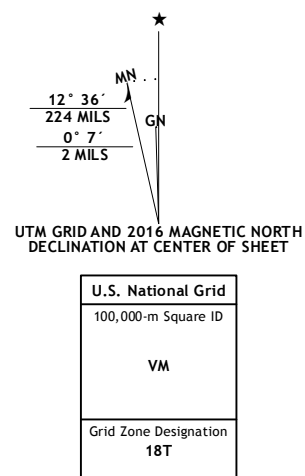 MN
GN
12° 36´
224 MILS
0° 7´
2 MILS
UTM GRID AND 2016 MAGNETIC NORTH
DECLINATION AT CENTER OF SHEET
U.S. National Grid
100,000-m Square ID
VM
Grid Zone Designation
18T